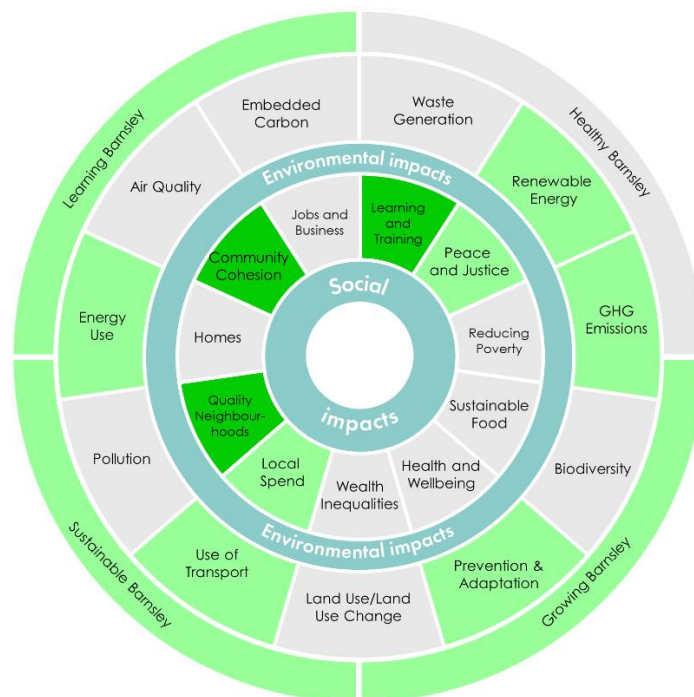 Learning Barnsley
Healthy Barnsley
Growing Barnsley
Sustainable Barnsley
Environmental impacts
Embedded
Carbon
Waste
Generation
Renewable
Energy
GHG
Emissions
Biodiversity
Prevention &
Adaptation
Land Use/Land
Use Change
Use of
Transport
Pollution
Energy
Use
Air Quality
Environmental impacts
Social
impacts
Jobs and
Business
Learning
and
Training
Peace
and Justice
Reducing
Poverty
Sustainable
Food
Health and
Wellbeing
Wealth
Inequalities
Local
Spend
Quality
Neighbour-
hoods
Homes
Community
Cohesion